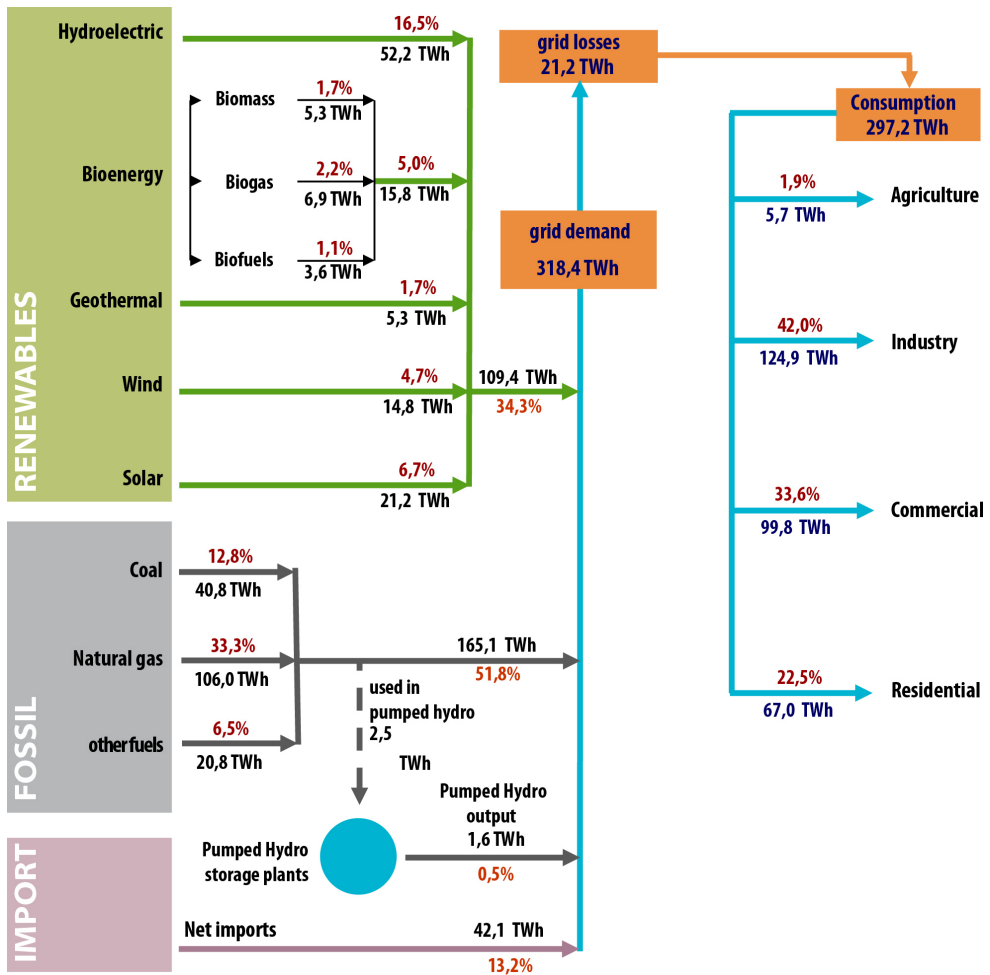 RENEWABLES
Hydroelectric
16,5%
52,2 TWh
Bioenergy
Biomass
1,7%
5,3 TWh
Biogas
2,2%
6,9 TWh
Biofuels
1,1%
3,6 TWh
5,0%
15,8 TWh
Geothermal
1,7%
5,3 TWh
Wind
4,7%
14,8 TWh
109,4 TWh
34,3%
Solar
6,7%
21,2 TWh
FOSSIL
Coal
12,8%
40,8 TWh
Natural gas
33,3%
106,0 TWh
other fuels
6,5%
20,8 TWh
165,1 TWh
51,8%
used in
pumped hydro
2,5
TWh
Pumped Hydro
storage plants
Pumped Hydro
output
1,6 TWh
0,5%
IMPORT
Net imports
42,1 TWh
13,2%
grid losses
21,2 TWh
grid demand
318,4 TWh
Consumption
297,2 TWh
1,9%
5,7 TWh
Agriculture
42,0%
124,9 TWh
Industry
33,6%
99,8 TWh
Commercial
22,5%
67,0 TWh
Residential